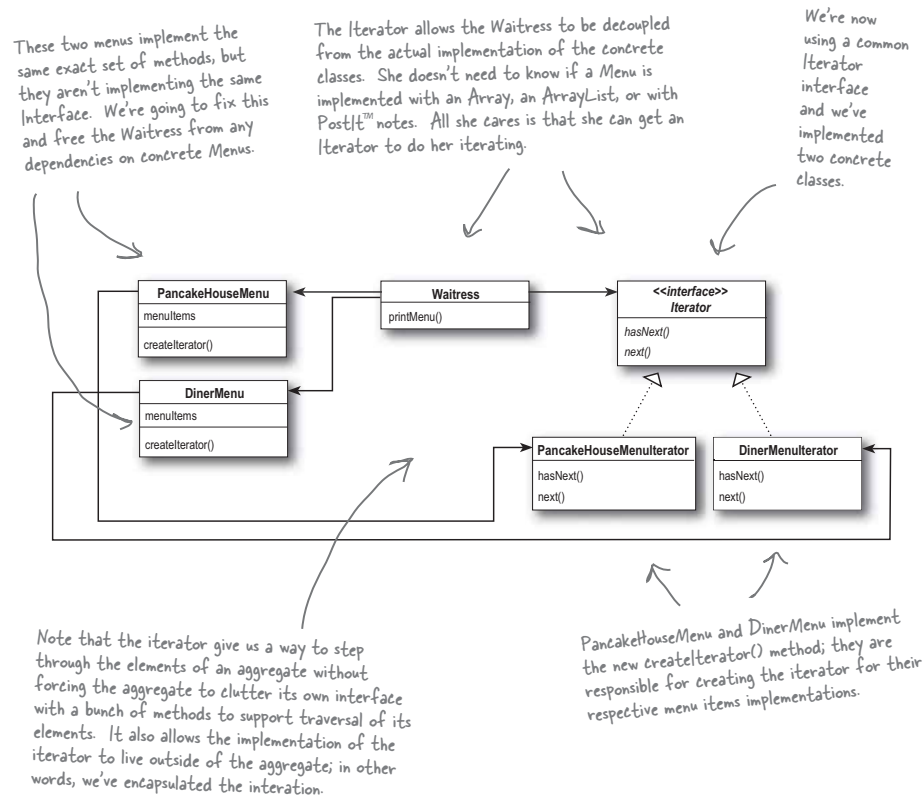 These two menus implement the
same exact set of methods, but
they aren't implementing the same
Interface. We're going to fix this
and free the Waitress from any
dependencies on concrete Menus.
The Iterator allows the Waitress to be decoupled
from the actual implementation of the concrete
classes. She doesn't need to know if a Menu is
implemented with an Array, an ArrayList, or with
PostIt™ notes. All she cares is that she can get an
Iterator to do her iterating.
We're now
using a common
Iterator
interface
and we've
implemented
two concrete
classes.
PancakeHouseMenu
menuItems
createIterator()
Waitress
printMenu()
<<interface>>
Iterator
hasNext()
next()
DinerMenu
menuItems
createIterator()
PancakeHouseMenuIterator
hasNext()
next()
DinerMenuIterator
hasNext()
next()
Note that the iterator give us a way to step
through the elements of an aggregate without
forcing the aggregate to clutter its own interface
with a bunch of methods to support traversal of its
elements. It also allows the implementation of the
iterator to live outside of the aggregate; in other
words, we've encapsulated the interation.
PancakeHouseMenu and DinerMenu implement
the new createIterator() method; they are
responsible for creating the iterator for their
respective menu items implementations.